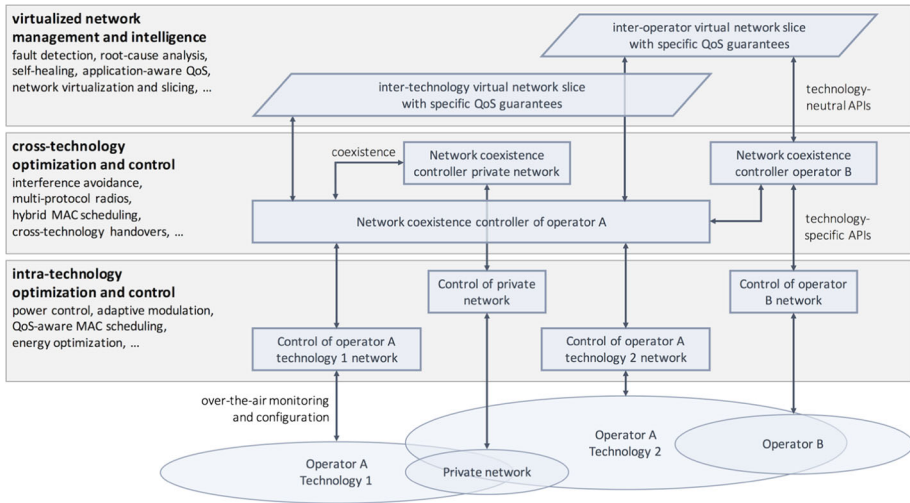 virtualized network
management and intelligence
fault detection, root-cause analysis,
self-healing, application-aware QoS,
network virtualization and slicing, ...
inter-operator virtual network slice
with specific QoS guarantees
inter-technology virtual network slice
with specific QoS guarantees
technology-
neutral APIs
cross-technology
optimization and control
interference avoidance,
multi-protocol radios,
hybrid MAC scheduling,
cross-technology handovers, ...
coexistence
Network coexistence
controller private network
Network coexistence
controller operator B
Network coexistence controller of operator A
technology-
specific APIs
intra-technology
optimization and control
power control, adaptive modulation,
QoS-aware MAC scheduling,
energy optimization, ...
Control of private
network
Control of operator
B network
Control of operator A
technology 1 network
Control of operator A
technology 2 network
over-the-air monitoring
and configuration
Operator A
Technology 1
Private network
Operator A
Technology 2
Operator B